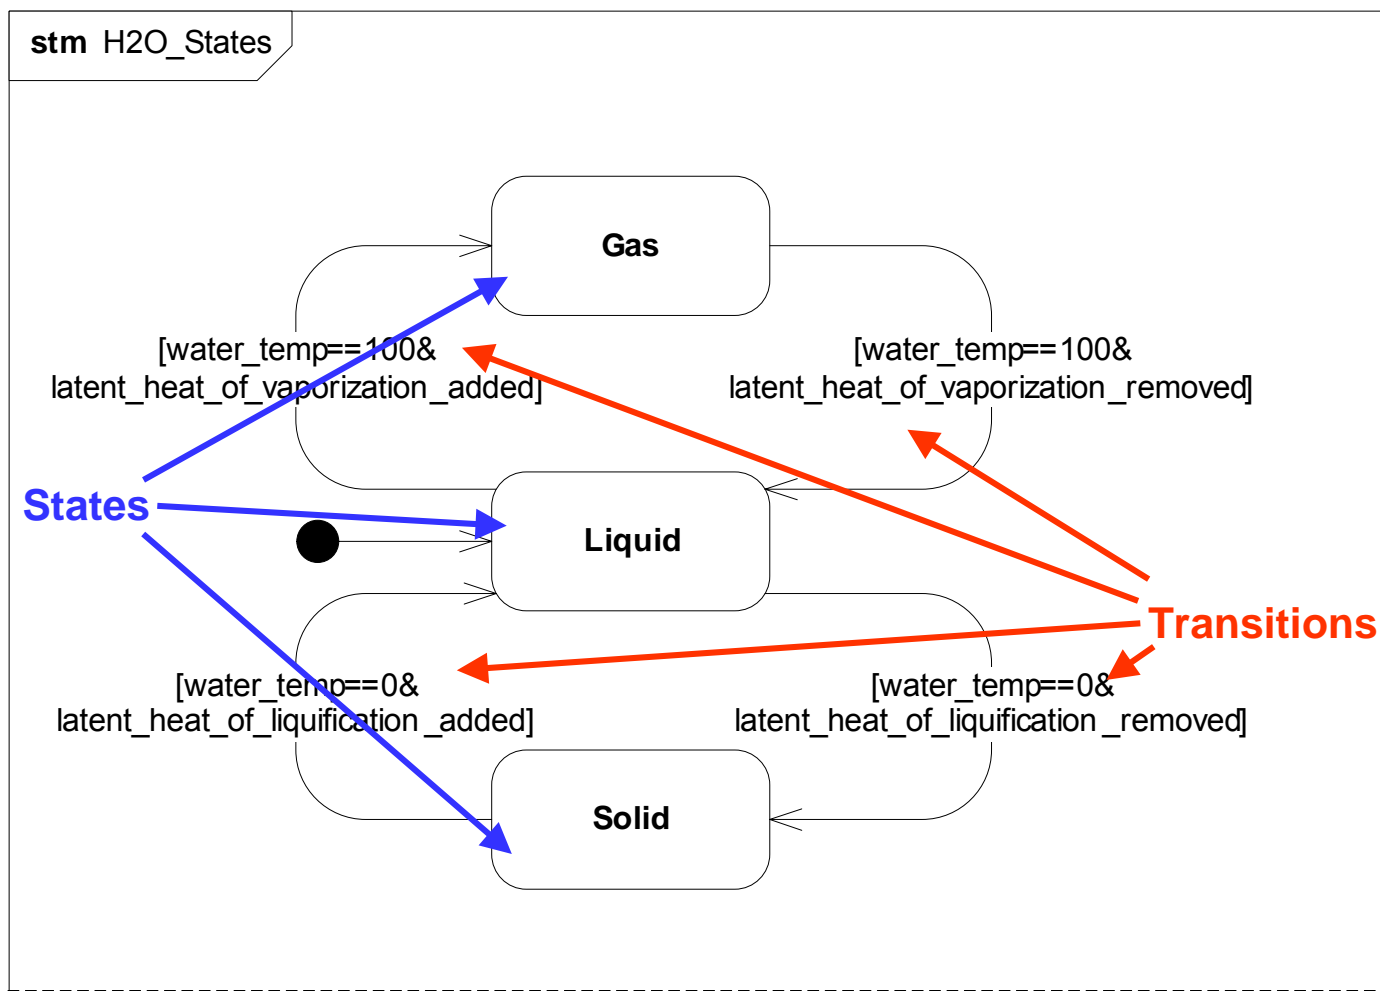 stm H2O_States
Gas
[water_temp==100&
latent_heat_of_vaporization_added]
[water_temp==100&
latent_heat_of_vaporization_removed]
States
Liquid
Transitions
[water_temp==0&
latent_heat_of_liquification_added]
[water_temp==0&
latent_heat_of_liquification_removed]
Solid